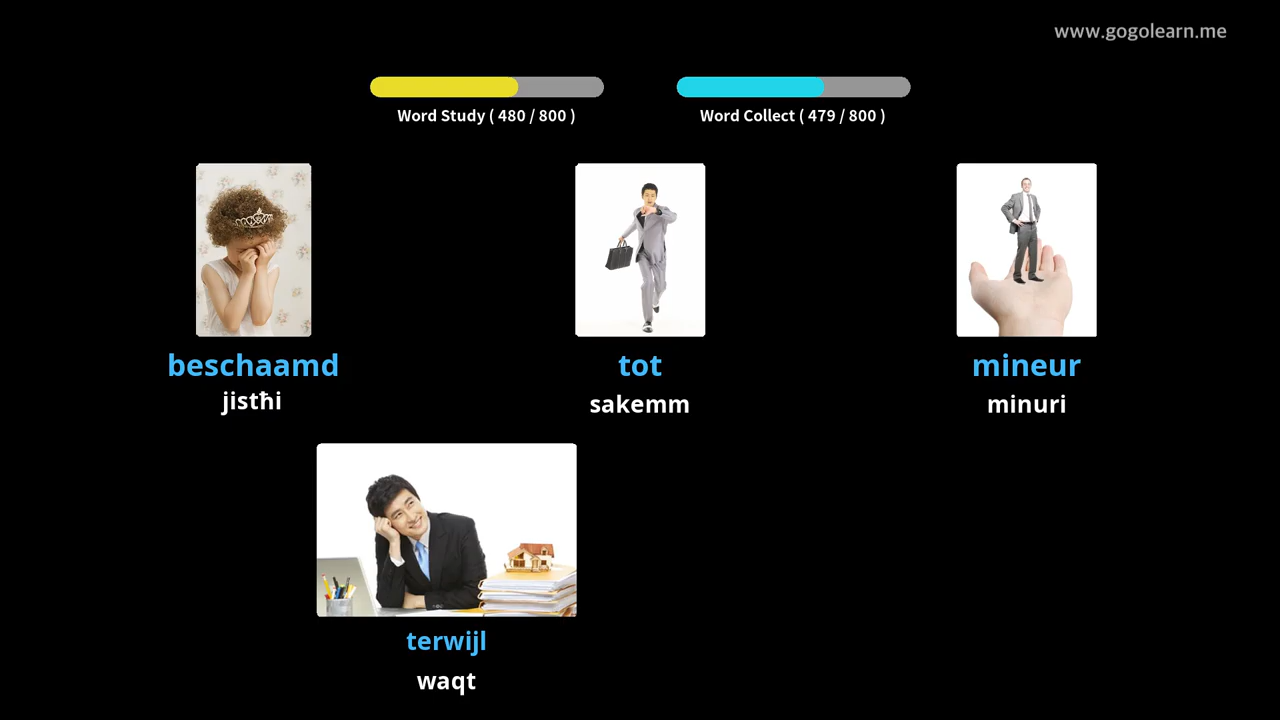 www.gogolearn.me
Word Study ( 480 / 800 )
Word Collect ( 479 / 800 )
beschaamd
jistħi
tot
sakemm
mineur
minuri
terwijl
waqt